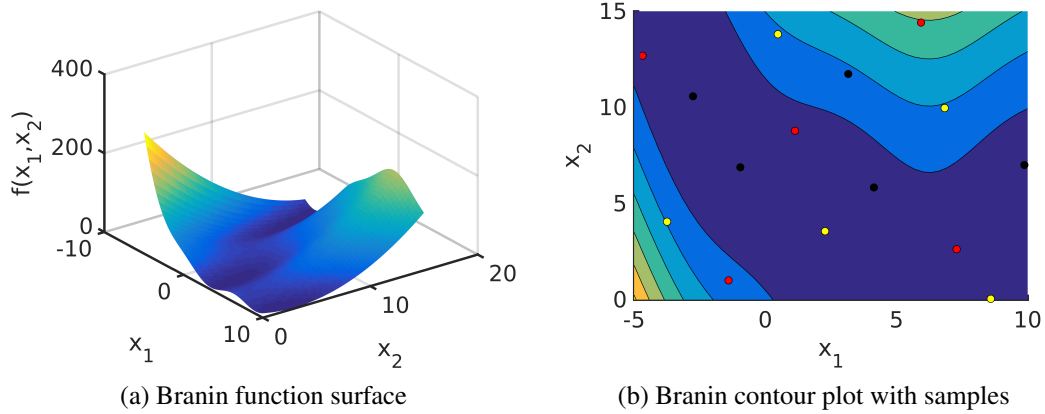 400
200
0
-10
0
10
0
10
20
f(x₁,x₂)
x₁
x₂
(a) Branin function surface
15
10
5
0
-5
0
5
10
x₂
x₁
(b) Branin contour plot with samples